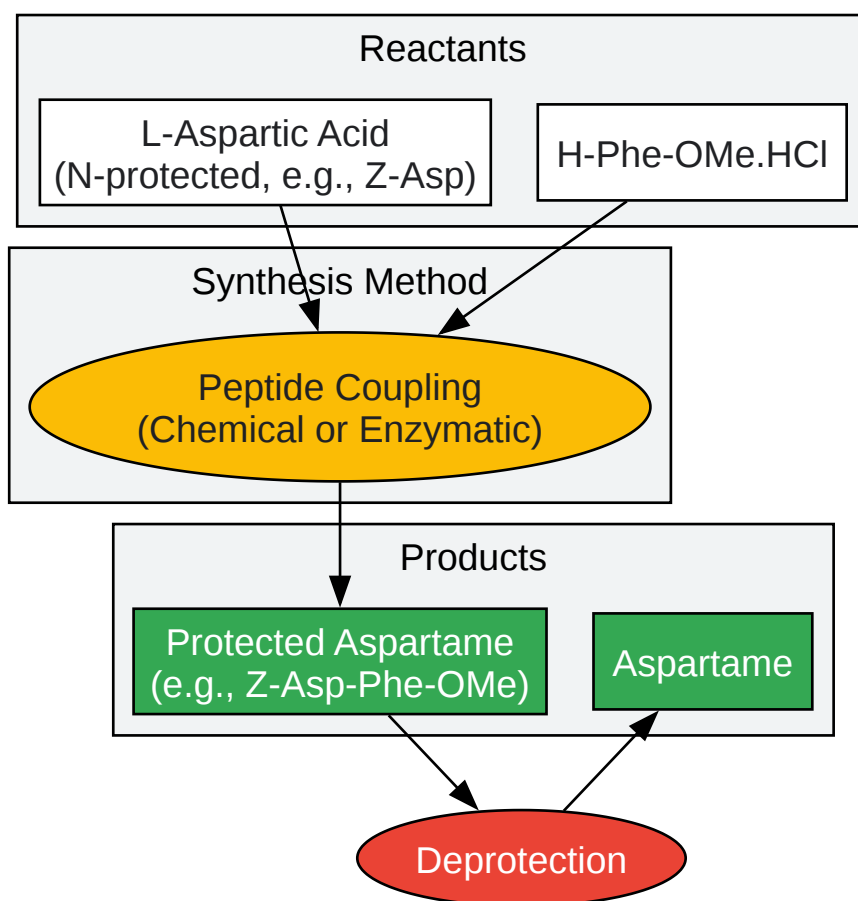 Reactants
L-Aspartic Acid
(N-protected, e.g., Z-Asp)
H-Phe-OMe.HCl
Synthesis Method
Peptide Coupling
(Chemical or Enzymatic)
Products
Protected Aspartame
(e.g., Z-Asp-Phe-OMe)
Aspartame
Deprotection